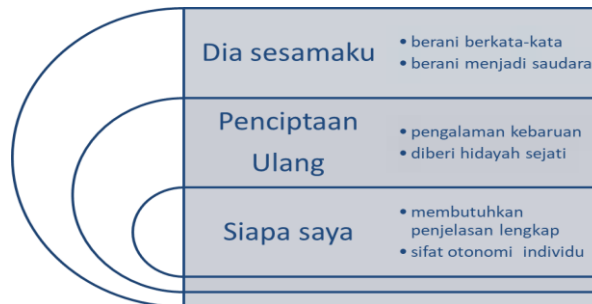 Dia sesamaku
• berani berkata-kata
• berani menjadi saudara
Penciptaan
Ulang
• pengalaman kebaruan
• diberi hidayah sejati
Siapa saya
• membutuhkan
penjelasan lengkap
• sifat otonomi individu